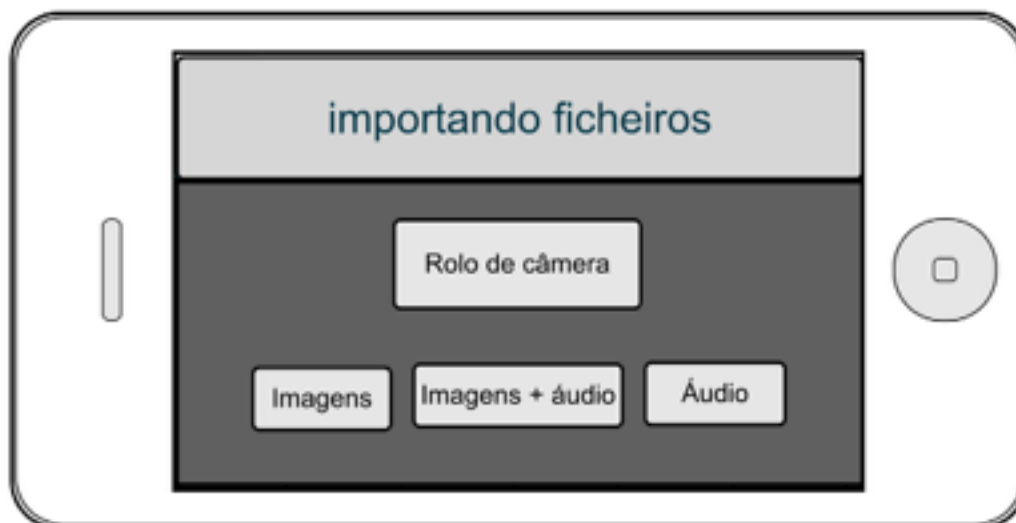 importando ficheiros
Rolo de câmera
Imagens
Imagens + áudio
Áudio